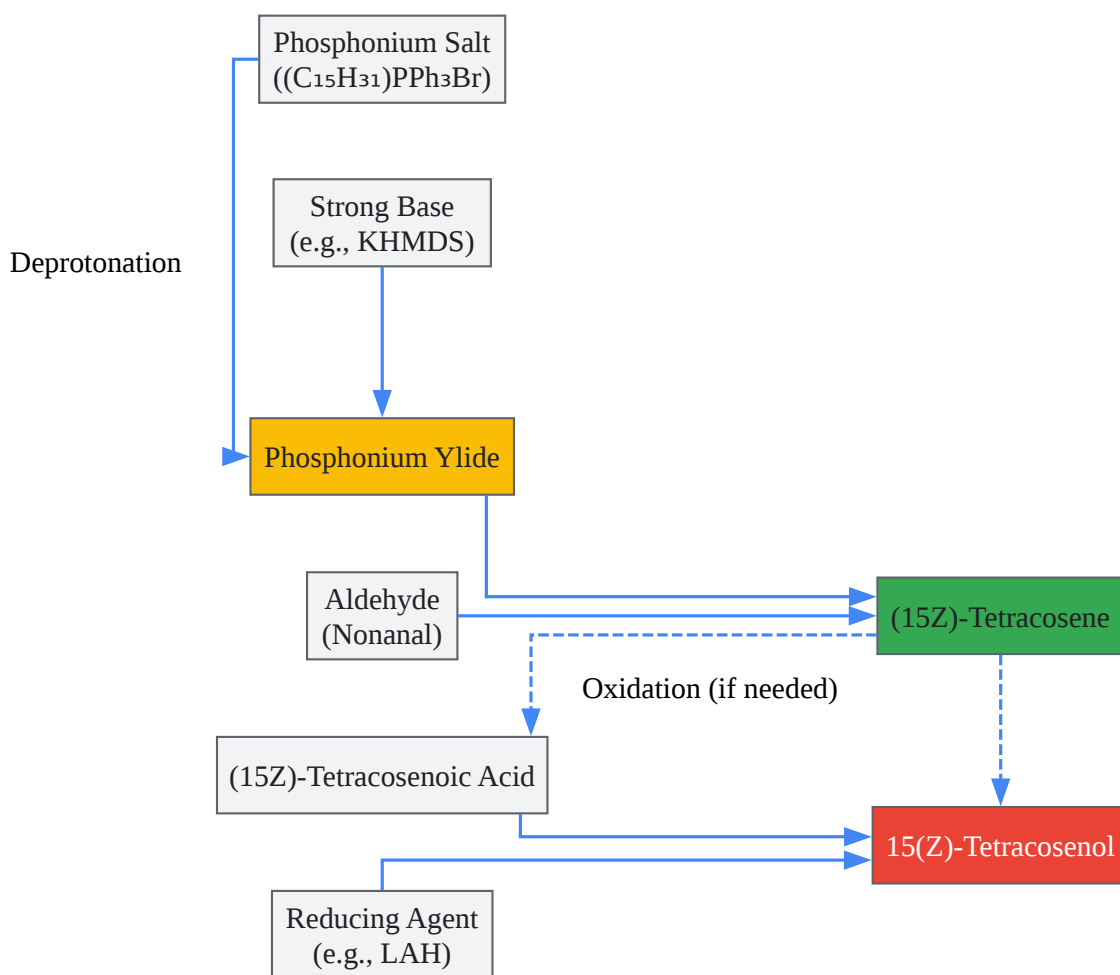 Phosphonium Salt
((C₁₅H₃₁)PPh₃Br)
Strong Base
(e.g., KHMDS)
Deprotonation
Phosphonium Ylide
Aldehyde
(Nonanal)
(15Z)-Tetracosene
Oxidation (if needed)
(15Z)-Tetracosenoic Acid
15(Z)-Tetracosenol
Reducing Agent
(e.g., LAH)